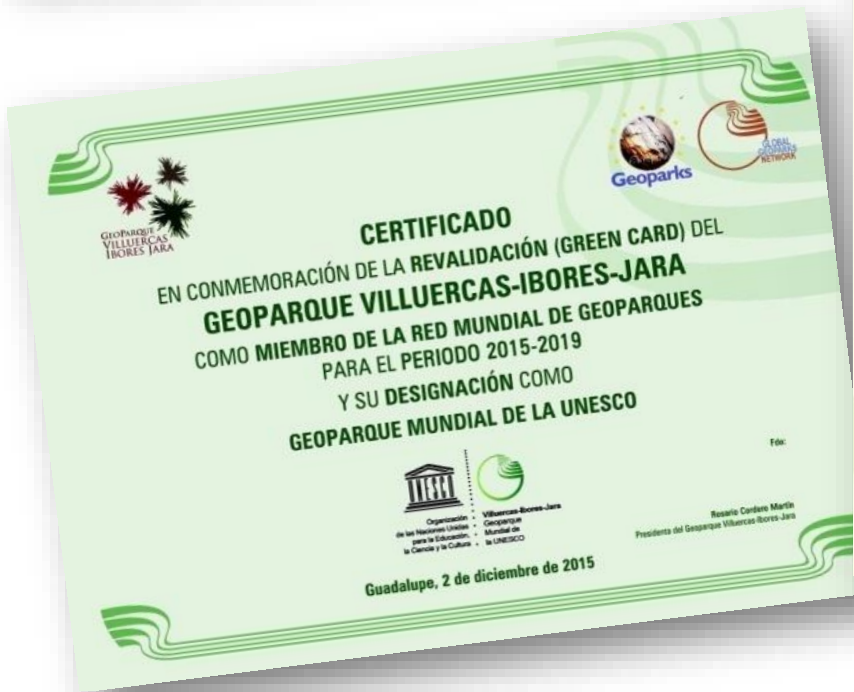 GEOPARQUE
VILLUERCAS
IBORES JARA
Geoparks
GLOBAL
GEOPARKS
NETWORK
CERTIFICADO
EN CONMEMORACIÓN DE LA REVALIDACIÓN (GREEN CARD) DEL
GEOPARQUE VILLUERCAS-IBORES-JARA
COMO MIEMBRO DE LA RED MUNDIAL DE GEOPARQUES
PARA EL PERIODO 2015-2019
Y SU DESIGNACIÓN COMO
GEOPARQUE MUNDIAL DE LA UNESCO
UNESCO
Organización
de las Naciones Unidas
para la Educación,
la Ciencia y la Cultura
Villuercas-Ibores-Jara
Geoparque
Mundial de
la UNESCO
Fdo:
Rosario Cordero Martín
Presidenta del Geoparque Villuercas-Ibores-Jara
Guadalupe, 2 de diciembre de 2015